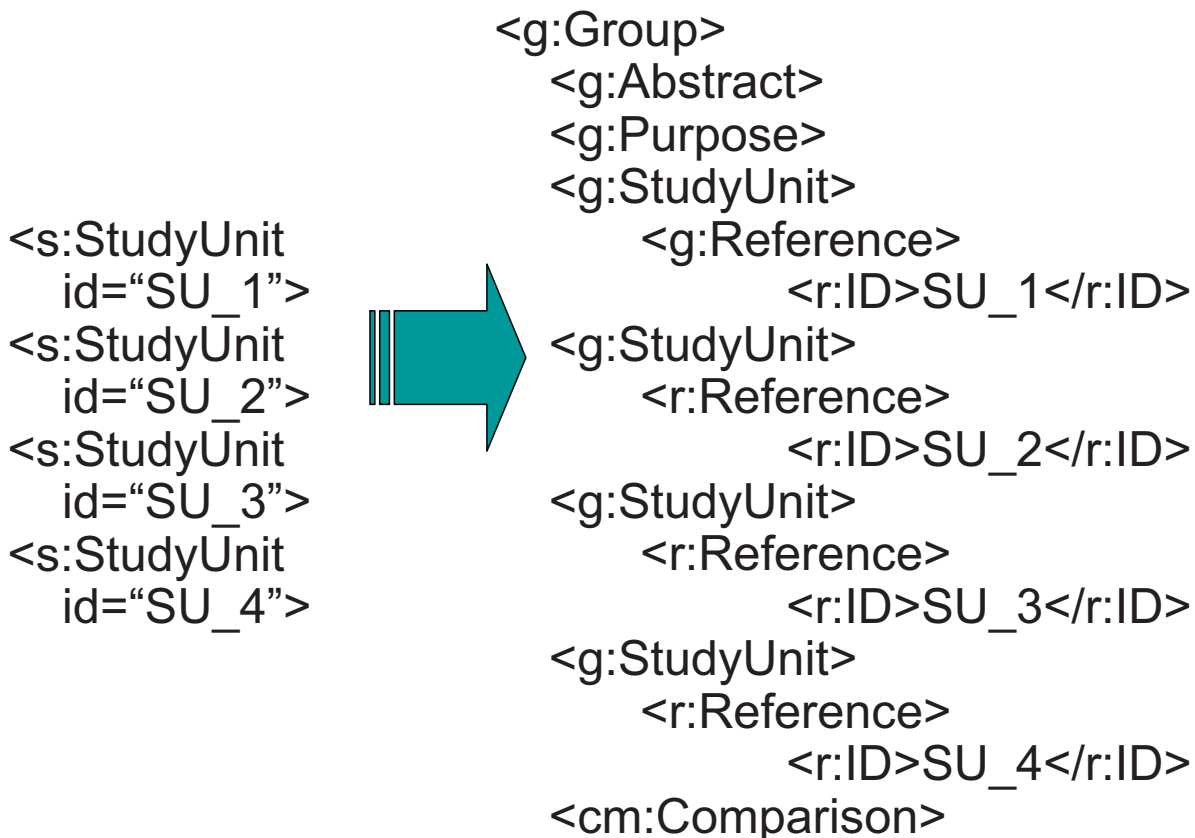 <g:Group>
<g:Abstract>
<g:Purpose>
<g:StudyUnit>
<g:Reference>
<r:ID>SU_1</r:ID>
<g:StudyUnit>
<r:Reference>
<r:ID>SU_2</r:ID>
<g:StudyUnit>
<r:Reference>
<r:ID>SU_3</r:ID>
<g:StudyUnit>
<r:Reference>
<r:ID>SU_4</r:ID>
<cm:Comparison>
<s:StudyUnit
id=“SU_1”>
<s:StudyUnit
id=“SU_2”>
<s:StudyUnit
id=“SU_3”>
<s:StudyUnit
id=“SU_4”>